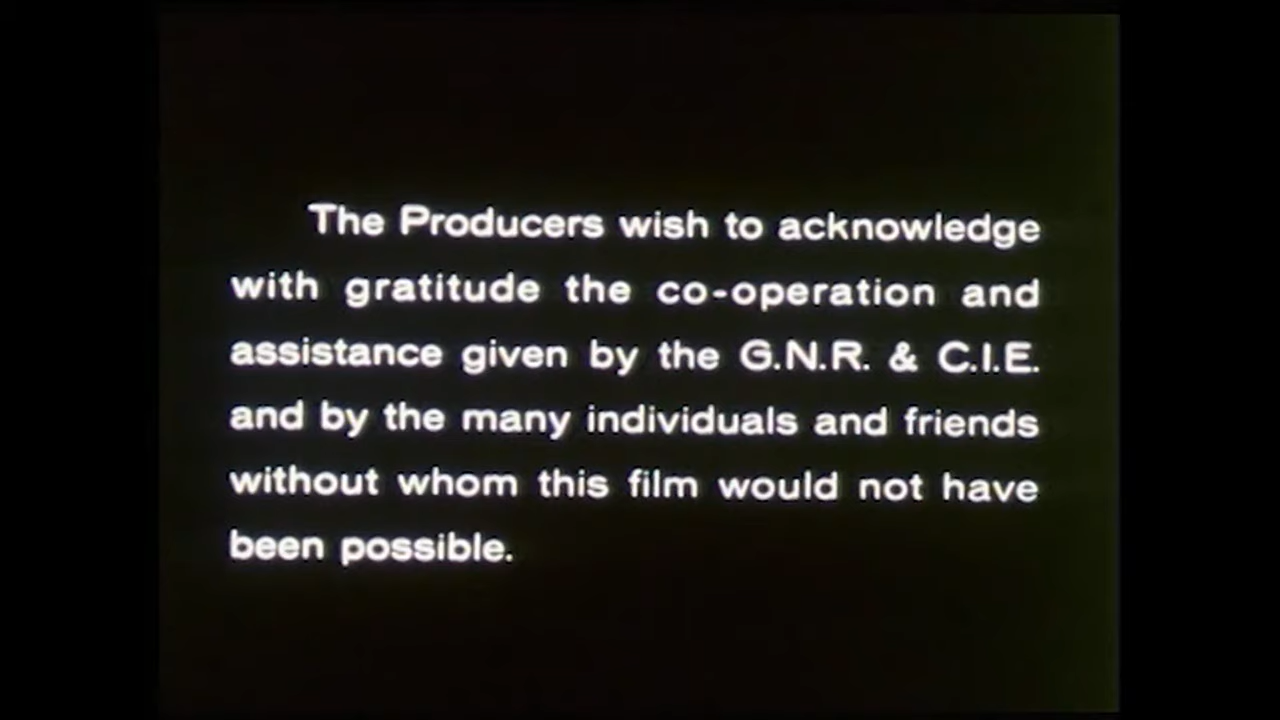 The Producers wish to acknowledge
with gratitude the co-operation and
assistance given by the G.N.R. & C.I.E.
and by the many individuals and friends
without whom this film would not have
been possible.